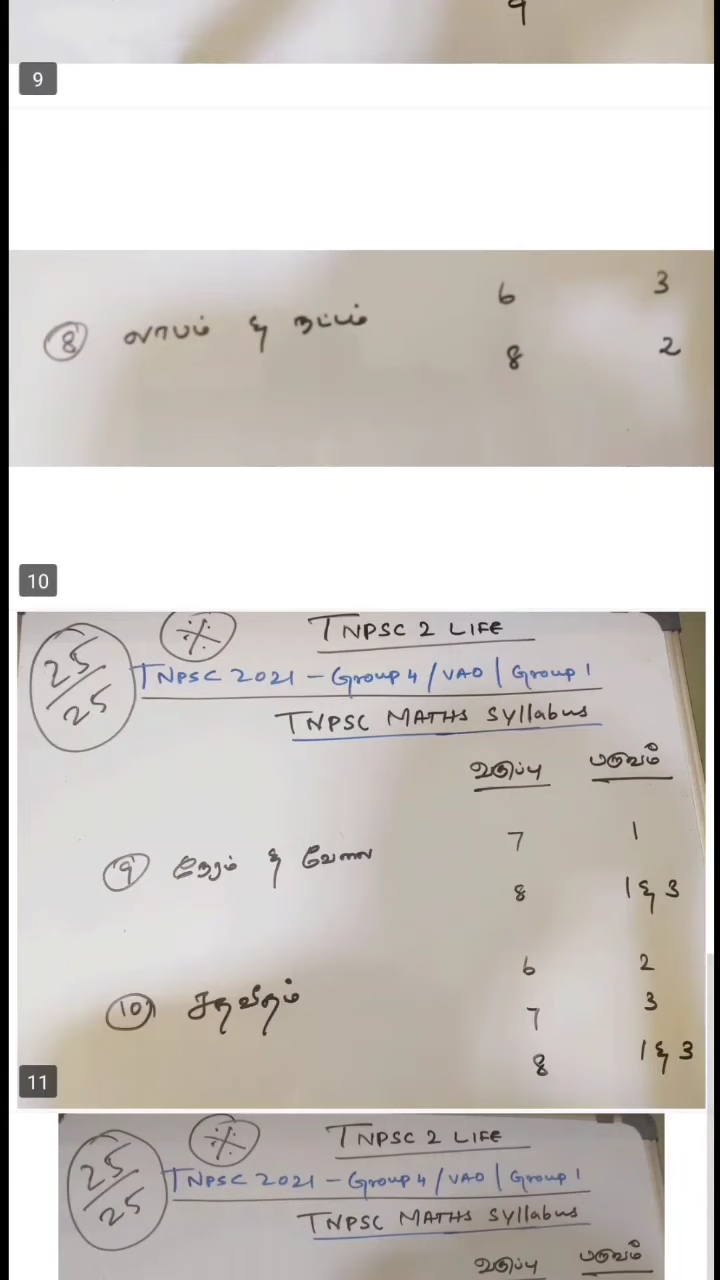 9
9
⑧ லாபம் & நட்டம் 6 3
8 2
10
25/25 TNPSC 2 LIFE
TNPSC 2021 - Group 4 / VAO | Group 1
TNPSC MATHS Syllabus
வகுப்பு பருவம்
⑨ நேரம் & வேலை 7 1
8 1 & 3
6 2
⑩ சதவீதம் 7 3
8 1 & 3
11
25/25 TNPSC 2 LIFE
TNPSC 2021 - Group 4 / VAO | Group 1
TNPSC MATHS Syllabus
வகுப்பு பருவம்